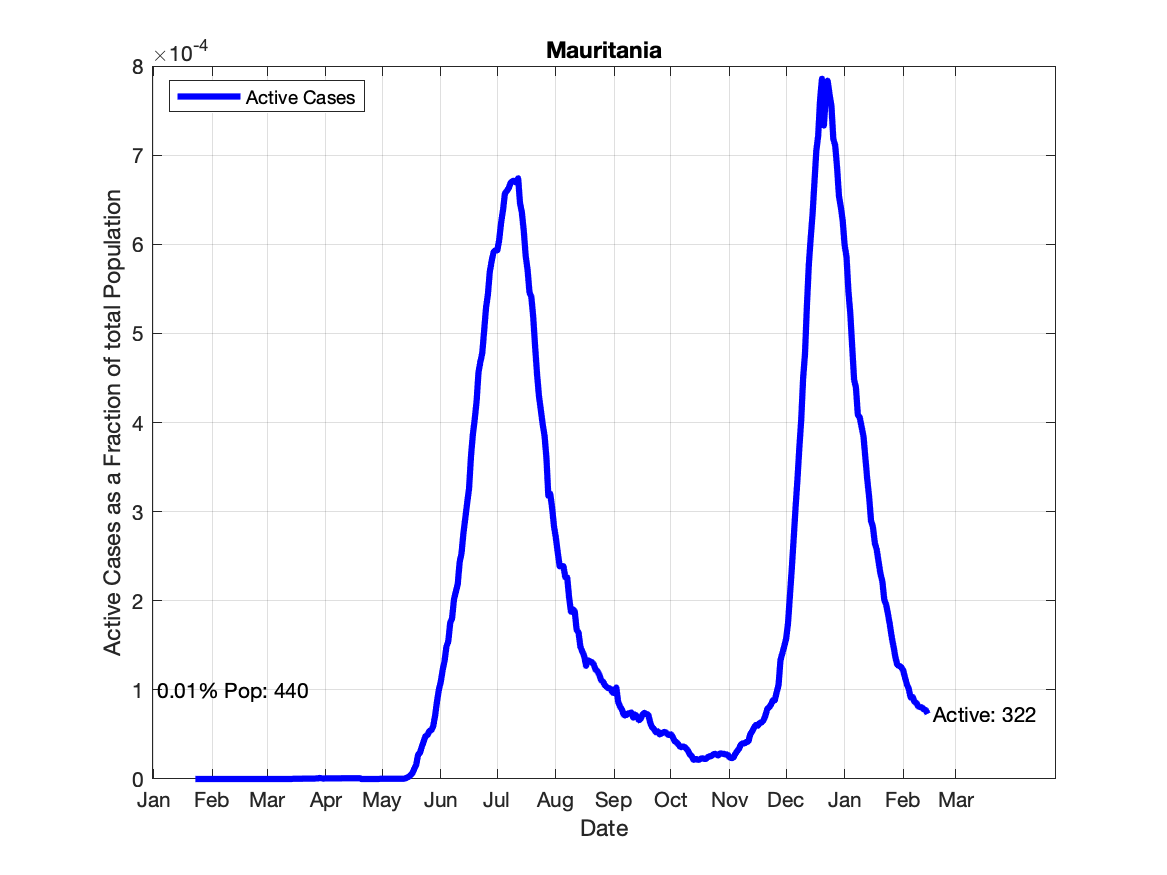 Mauritania
×10-4
Active Cases
8
7
6
5
4
3
2
1
0
Active Cases as a Fraction of total Population
0.01% Pop: 440
Active: 322
Jan Feb Mar Apr May Jun Jul Aug Sep Oct Nov Dec Jan Feb Mar
Date